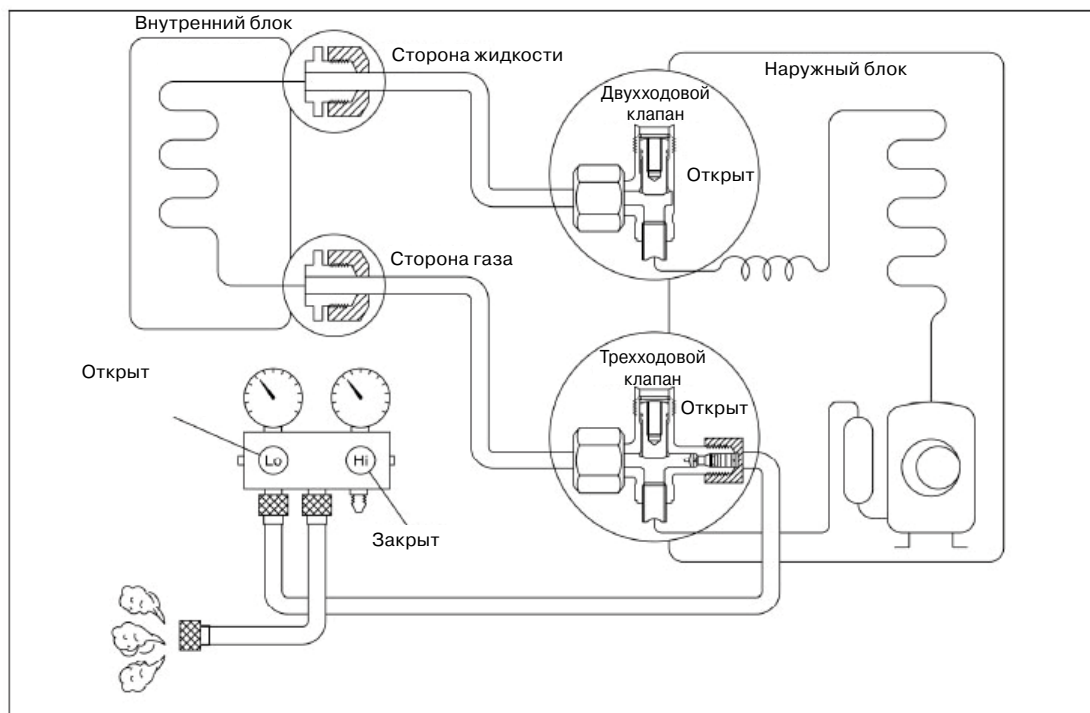 Внутренний блок
Сторона жидкости
Наружный блок
Двухходовой
клапан
Открыт
Сторона газа
Трехходовой
клапан
Открыт
Открыт
Lo
Hi
Закрыт